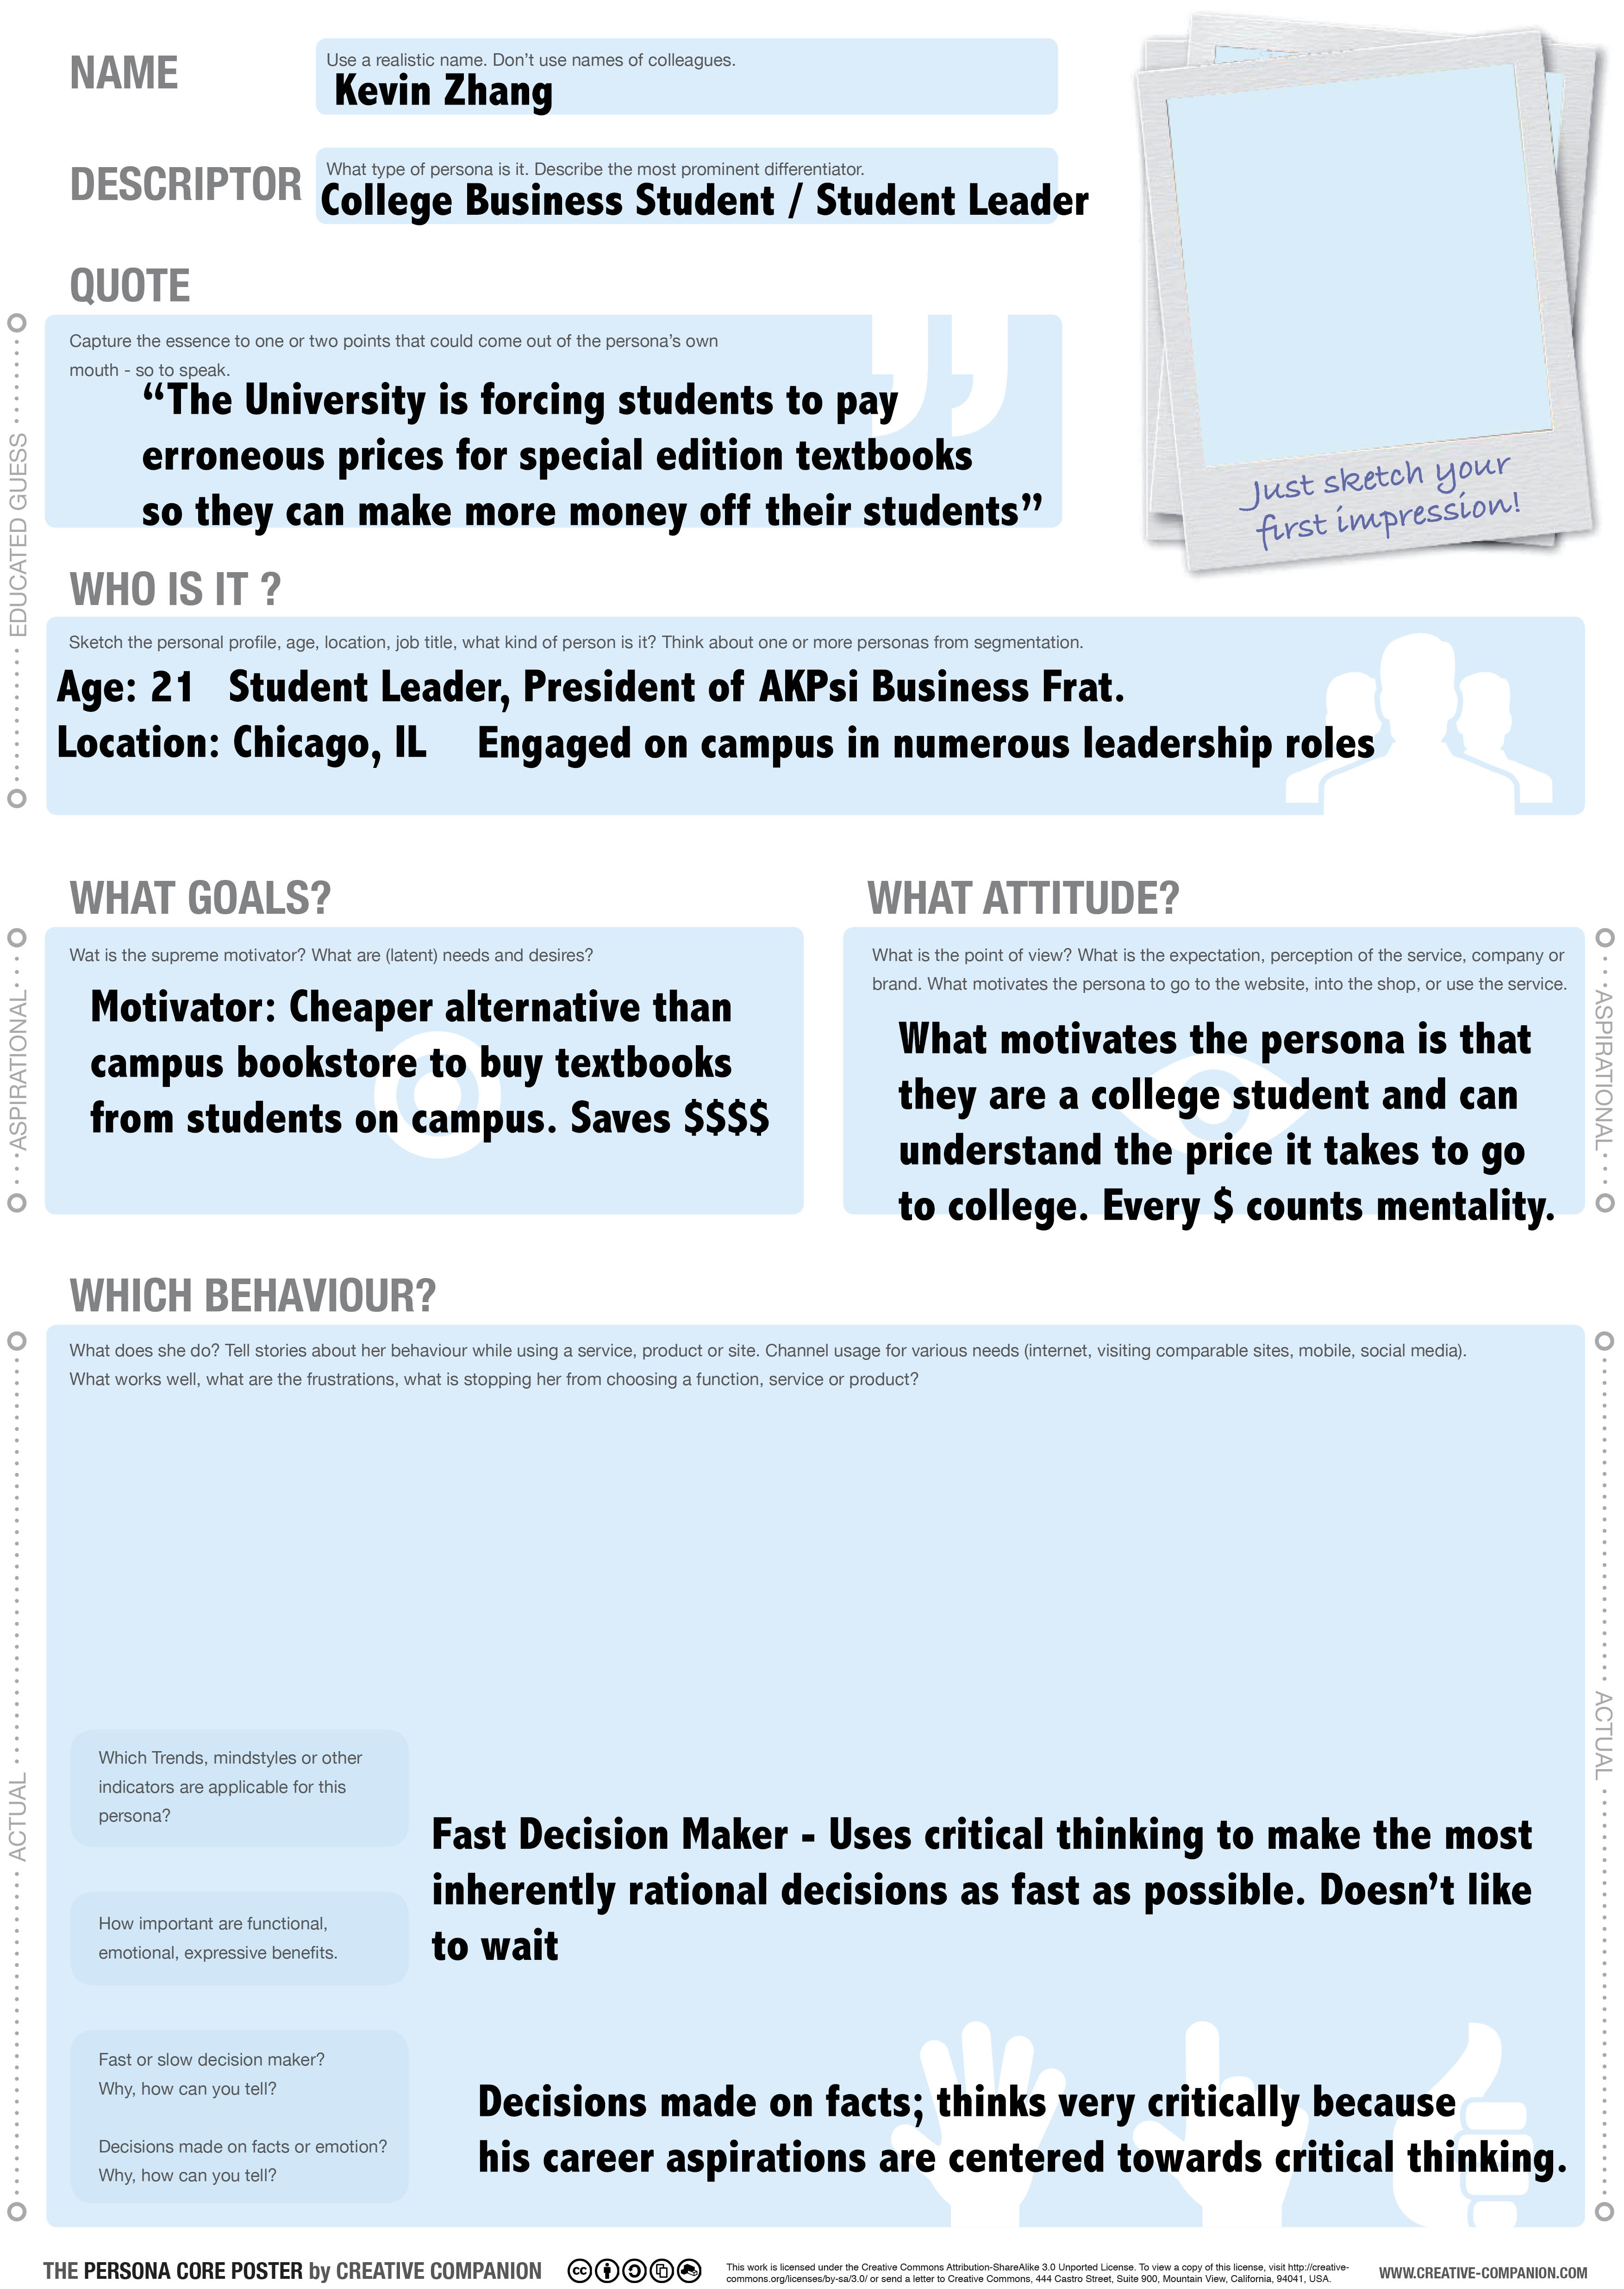 NAME
Use a realistic name. Don't use names of colleagues.
Kevin Zhang
DESCRIPTOR
What type of persona is it. Describe the most prominent differentiator.
College Business Student / Student Leader
QUOTE
Capture the essence to one or two points that could come out of the persona's own
mouth - so to speak.
“The University is forcing students to pay
erroneous prices for special edition textbooks
so they can make more money off their students”
Just sketch your
first impression!
EDUCATED GUESS
WHO IS IT ?
Sketch the personal profile, age, location, job title, what kind of person is it? Think about one or more personas from segmentation.
Age: 21 Student Leader, President of AKPsi Business Frat.
Location: Chicago, IL Engaged on campus in numerous leadership roles
WHAT GOALS?
Wat is the supreme motivator? What are (latent) needs and desires?
Motivator: Cheaper alternative than
campus bookstore to buy textbooks
from students on campus. Saves $$$$
ASPIRATIONAL
WHAT ATTITUDE?
What is the point of view? What is the expectation, perception of the service, company or
brand. What motivates the persona to go to the website, into the shop, or use the service.
What motivates the persona is that
they are a college student and can
understand the price it takes to go
to college. Every $ counts mentality.
ASPIRATIONAL
WHICH BEHAVIOUR?
What does she do? Tell stories about her behaviour while using a service, product or site. Channel usage for various needs (internet, visiting comparable sites, mobile, social media).
What works well, what are the frustrations, what is stopping her from choosing a function, service or product?
Which Trends, mindstyles or other
indicators are applicable for this
persona?
Fast Decision Maker - Uses critical thinking to make the most
inherently rational decisions as fast as possible. Doesn't like
to wait
How important are functional,
emotional, expressive benefits.
Fast or slow decision maker?
Why, how can you tell?
Decisions made on facts or emotion?
Why, how can you tell?
Decisions made on facts; thinks very critically because
his career aspirations are centered towards critical thinking.
ACTUAL
ACTUAL
THE PERSONA CORE POSTER by CREATIVE COMPANION
cc
This work is licensed under the Creative Commons Attribution-ShareAlike 3.0 Unported License. To view a copy of this license, visit http://creative-
commons.org/licenses/by-sa/3.0/ or send a letter to Creative Commons, 444 Castro Street, Suite 900, Mountain View, California, 94041, USA.
WWW.CREATIVE-COMPANION.COM